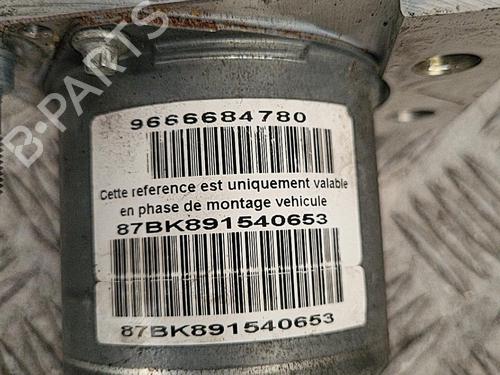 B-PARTS
9666684780
Cette reference est uniquement valable
en phase de montage vehicule
87BK891540653
87BK891540653